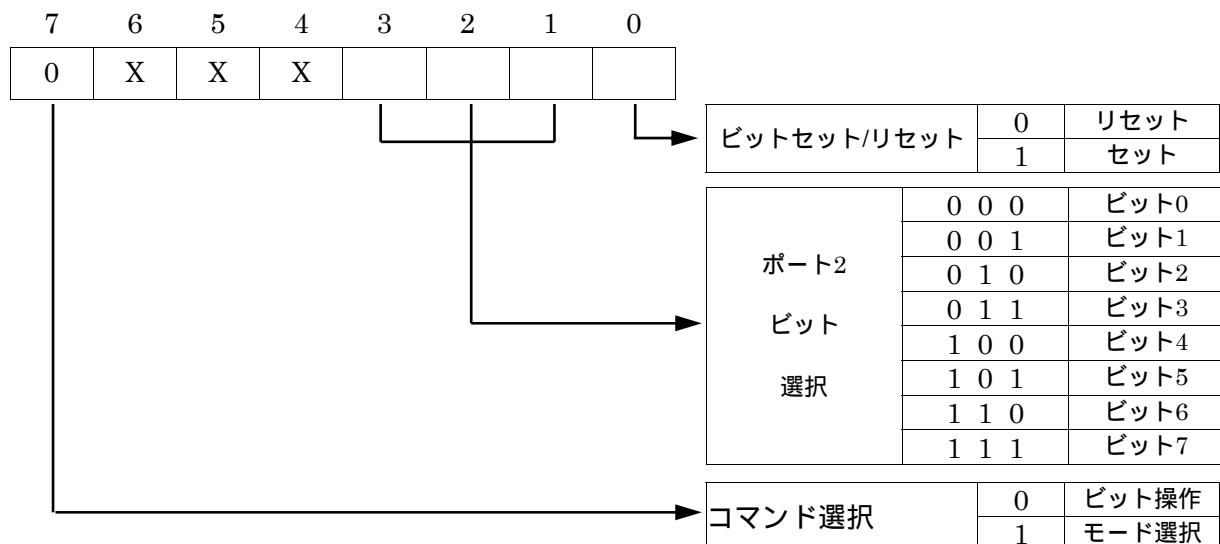 7 6 5 4 3 2 1 0
0 X X X
ビットセット/リセット 0 リセット
1 セット
ポート2
ビット
選択
0 0 0 ビット0
0 0 1 ビット1
0 1 0 ビット2
0 1 1 ビット3
1 0 0 ビット4
1 0 1 ビット5
1 1 0 ビット6
1 1 1 ビット7
コマンド選択 0 ビット操作
1 モード選択